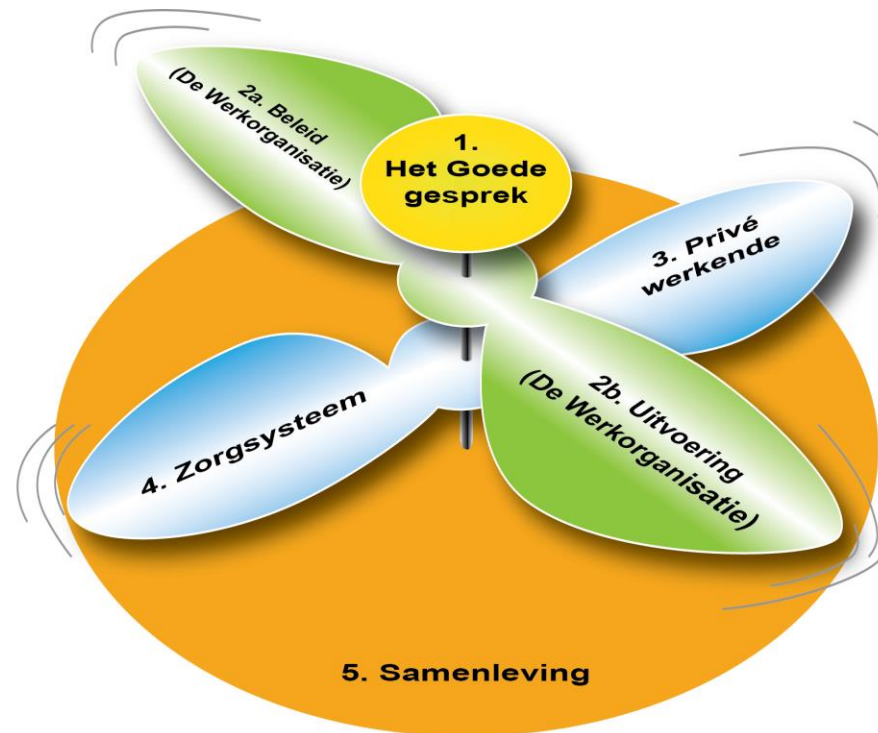 1.
Het Goede
gesprek
2a. Beleid
(De Werkorganisatie)
2b. Uitvoering
(De Werkorganisatie)
3. Privé
werkende
4. Zorgsysteem
5. Samenleving